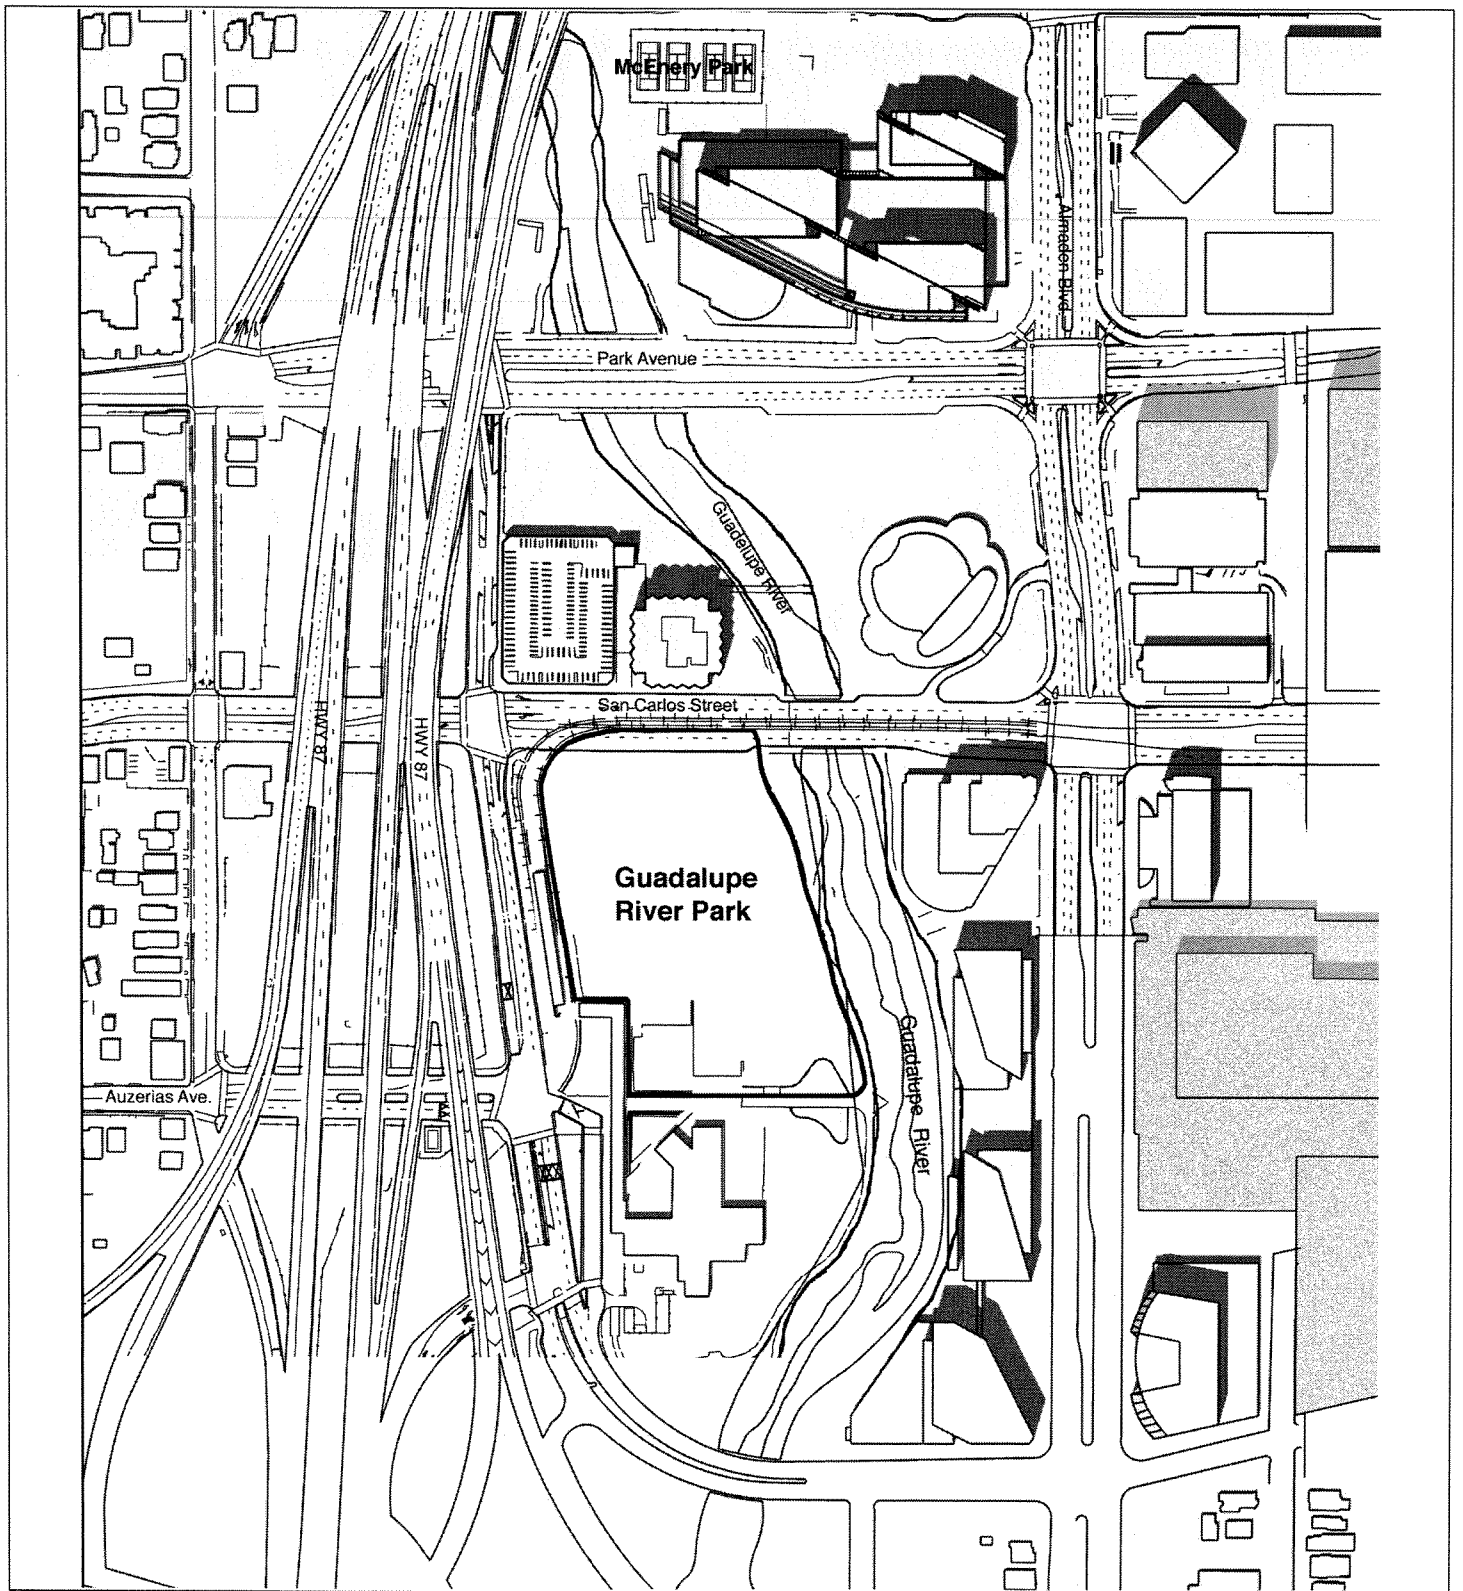 McEnery Park
Almaden Blvd.
Park Avenue
Guadelupe River
San Carlos Street
HWY 87
HWY 87
Guadalupe
River Park
Guadalupe River
Auzerias Ave.